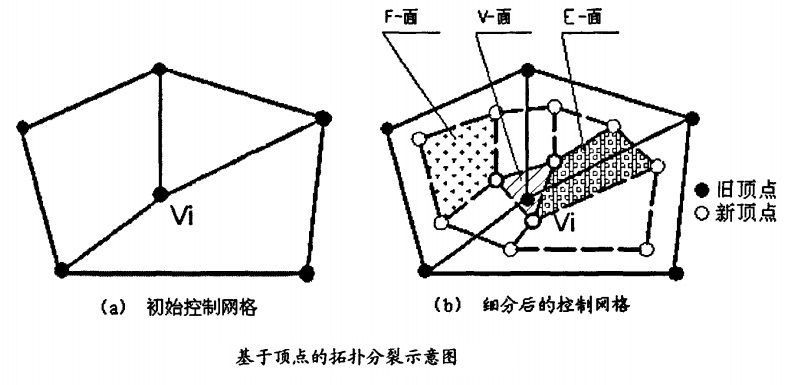 F-面 V-面 E-面
Vi
Vi
旧顶点
新顶点
(a) 初始控制网格
(b) 细分后的控制网格
基于顶点的拓扑分裂示意图